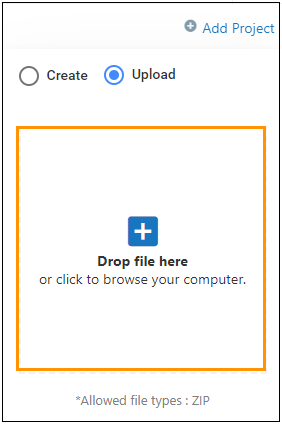 Add Project
Create Upload
Drop file here
or click to browse your computer.
*Allowed file types : ZIP